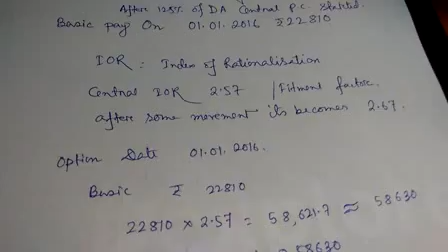 After 125% of DA Central P.C. Started.
Basic pay On 01.01.2016 ₹22810
IOR : Index of Rationalisation
Central IOR 2.57 / Fitment factor.
after some movement its becomes 2.67.
Option Date 01.01.2016.
Basic ₹ 22810
22810 × 2.57 = 58,621.7 ≈ 58630
58630